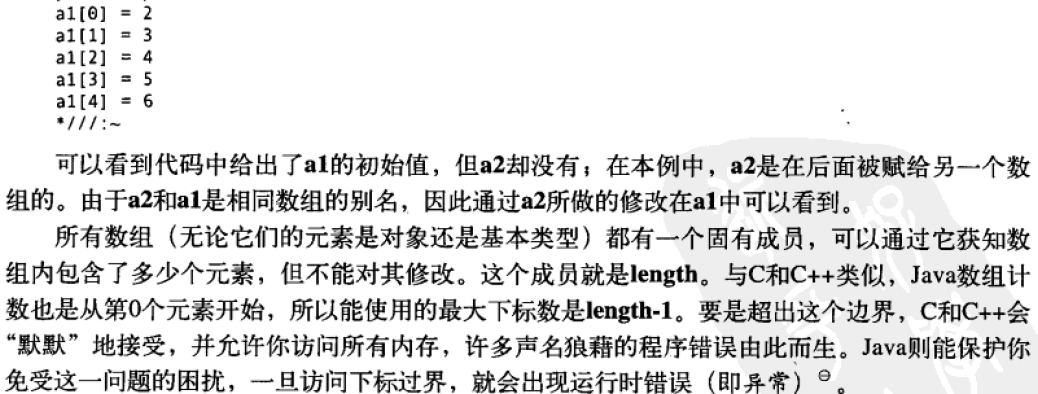 a1[0] = 2
a1[1] = 3
a1[2] = 4
a1[3] = 5
a1[4] = 6
*///:~
可以看到代码中给出了a1的初始值，但a2却没有；在本例中，a2是在后面被赋给另一个数
组的。由于a2和a1是相同数组的别名，因此通过a2所做的修改在a1中可以看到。
所有数组（无论它们的元素是对象还是基本类型）都有一个固有成员，可以通过它获知数
组内包含了多少个元素，但不能对其修改。这个成员就是length。与C和C++类似，Java数组计
数也是从第0个元素开始，所以能使用的最大下标数是length-1。要是超出这个边界，C和C++会
“默默”地接受，并允许你访问所有内存，许多声名狼藉的程序错误由此而生。Java则能保护你
免受这一问题的困扰，一旦访问下标过界，就会出现运行时错误（即异常）㊀。